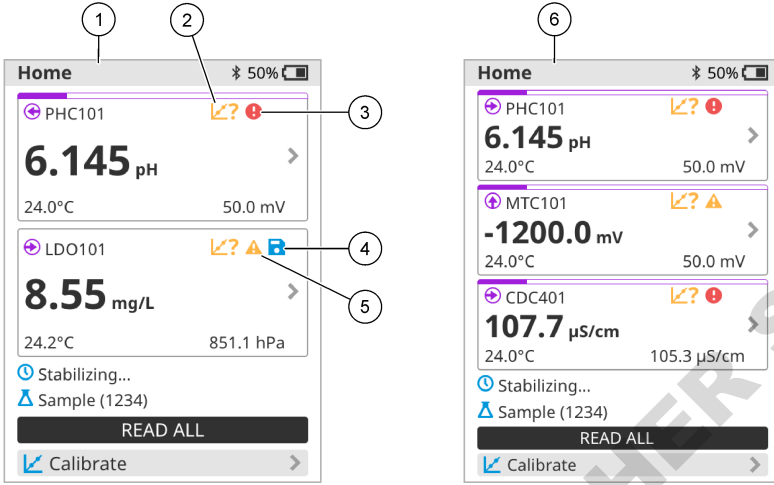 1
2
Home
50%
PHC101
?
3
6.145 pH
24.0°C
50.0 mV
LDO101
?
4
8.55 mg/L
5
24.2°C
851.1 hPa
Stabilizing...
Sample (1234)
READ ALL
Calibrate
6
Home
50%
PHC101
?
6.145 pH
24.0°C
50.0 mV
MTC101
?
-1200.0 mV
24.0°C
50.0 mV
CDC401
?
107.7 µS/cm
24.0°C
105.3 µS/cm
Stabilizing...
Sample (1234)
READ ALL
Calibrate
HER S